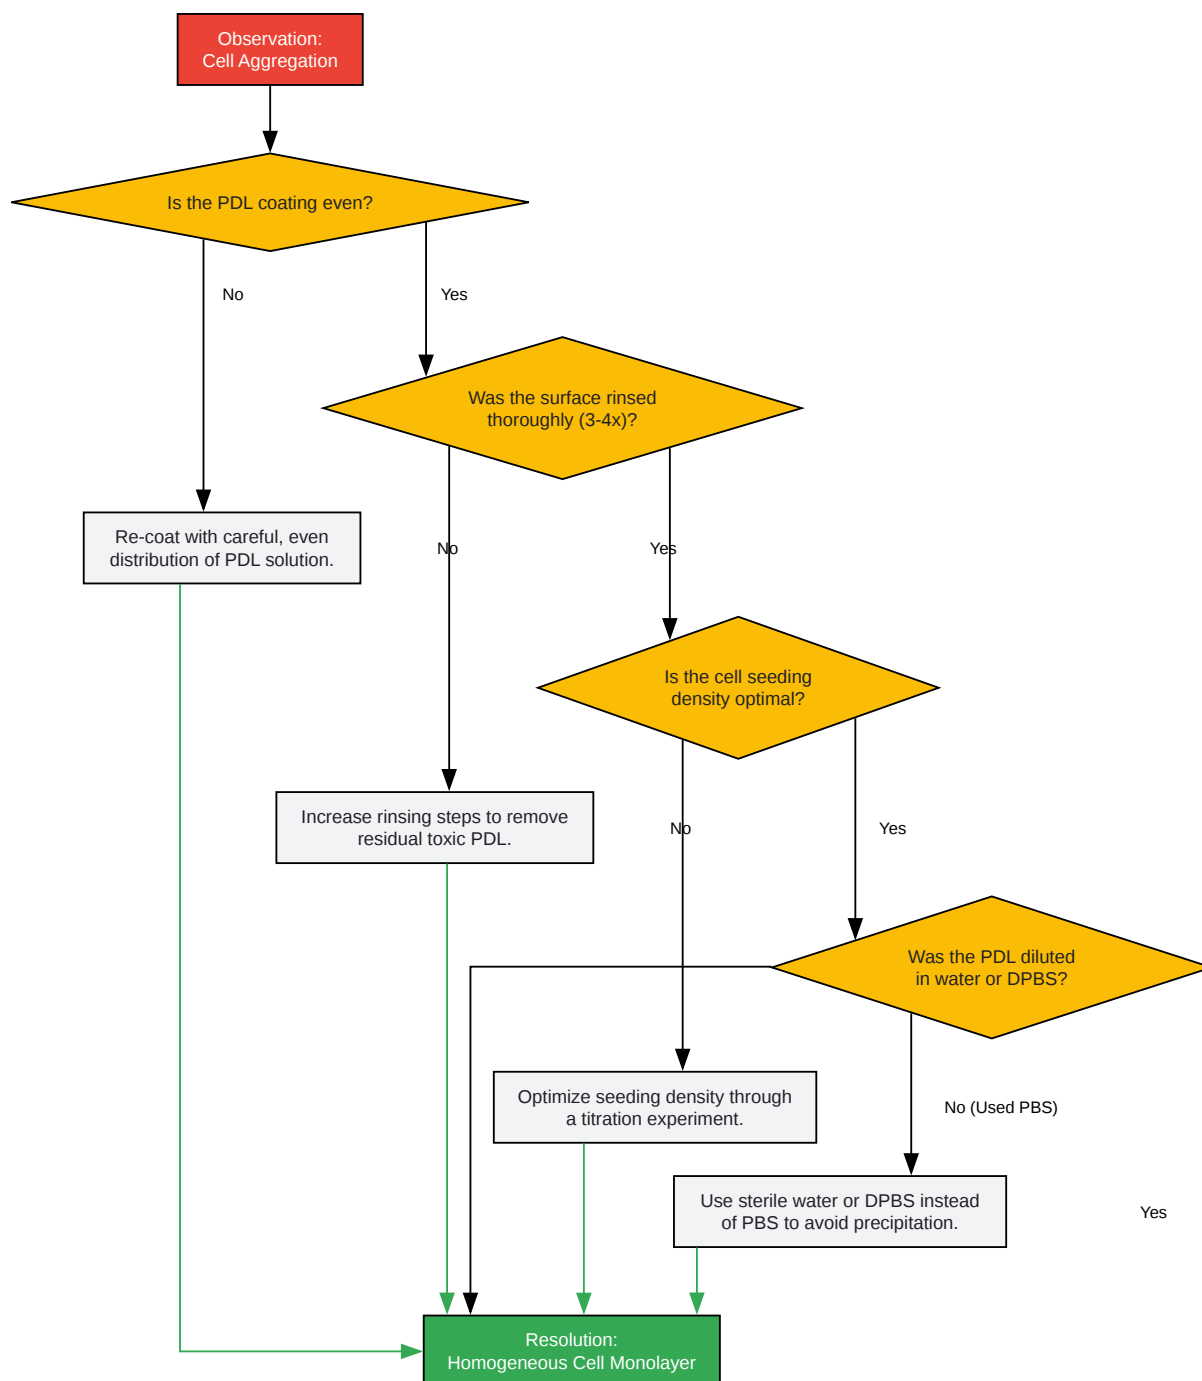 Observation:
Cell Aggregation
Is the PDL coating even?
No
Yes
Was the surface rinsed
thoroughly (3-4x)?
Re-coat with careful, even
distribution of PDL solution.
No
Yes
Is the cell seeding
density optimal?
Increase rinsing steps to remove
residual toxic PDL.
No
Yes
Was the PDL diluted
in water or DPBS?
Optimize seeding density through
a titration experiment.
No (Used PBS)
Use sterile water or DPBS instead
of PBS to avoid precipitation.
Yes
Resolution:
Homogeneous Cell Monolayer